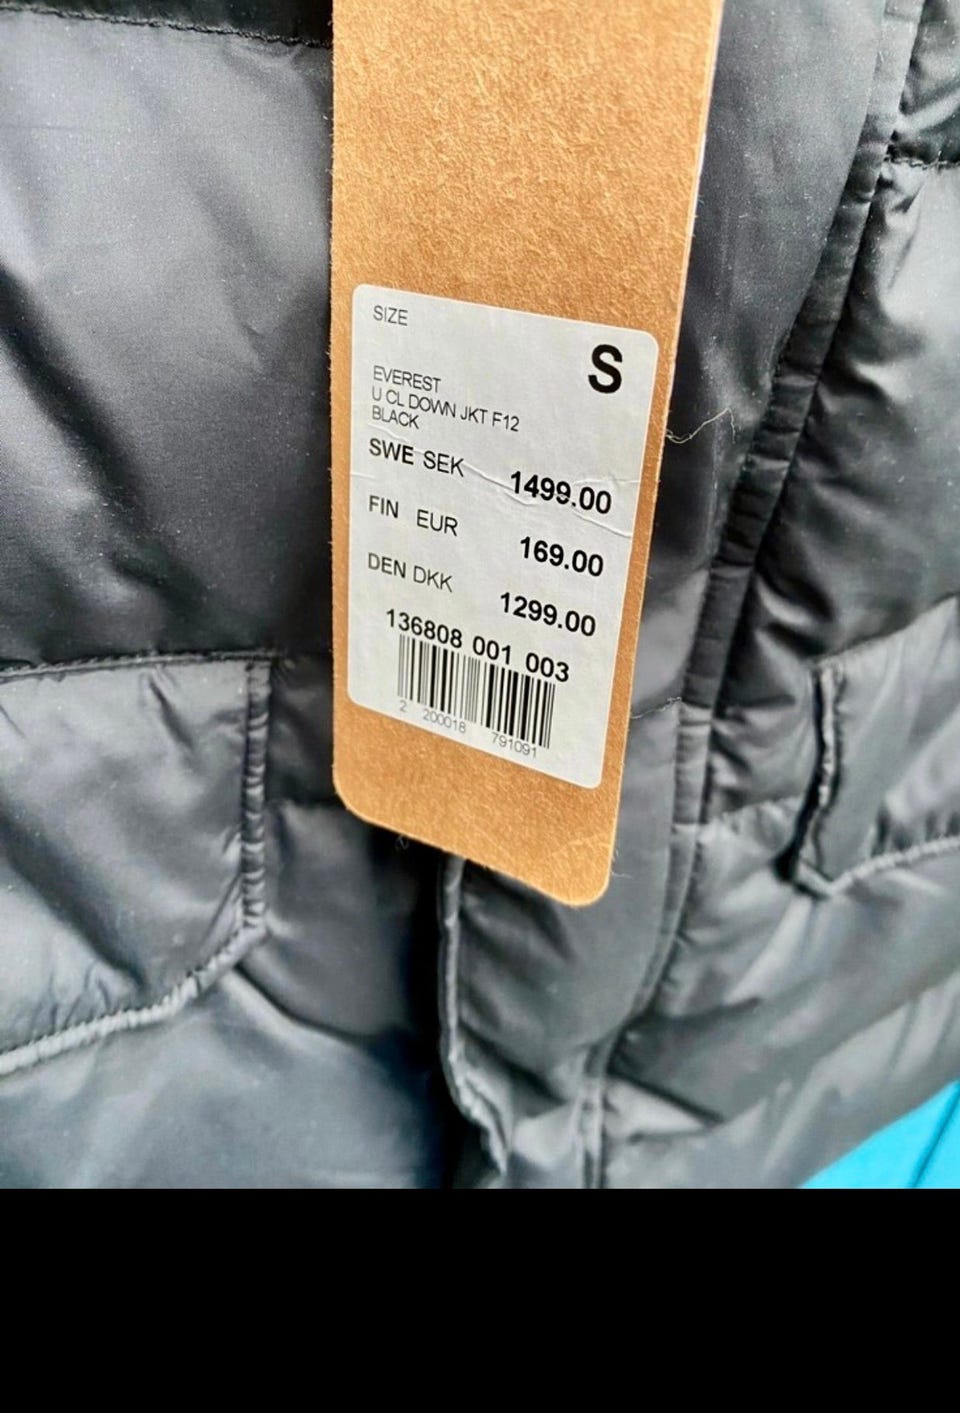 SIZE
S
EVEREST
U CL DOWN JKT F12
BLACK
SWE SEK 1499.00
FIN EUR 169.00
DEN DKK 1299.00
136808 001 003
2 200018 791091